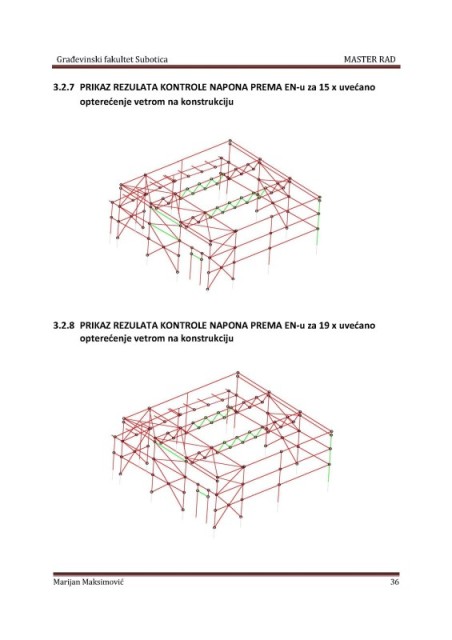 Građevinski fakultet Subotica MASTER RAD
3.2.7 PRIKAZ REZULATA KONTROLE NAPONA PREMA EN-u za 15 x uvećano
opterećenje vetrom na konstrukciju
3.2.8 PRIKAZ REZULATA KONTROLE NAPONA PREMA EN-u za 19 x uvećano
opterećenje vetrom na konstrukciju
Marijan Maksimović 36